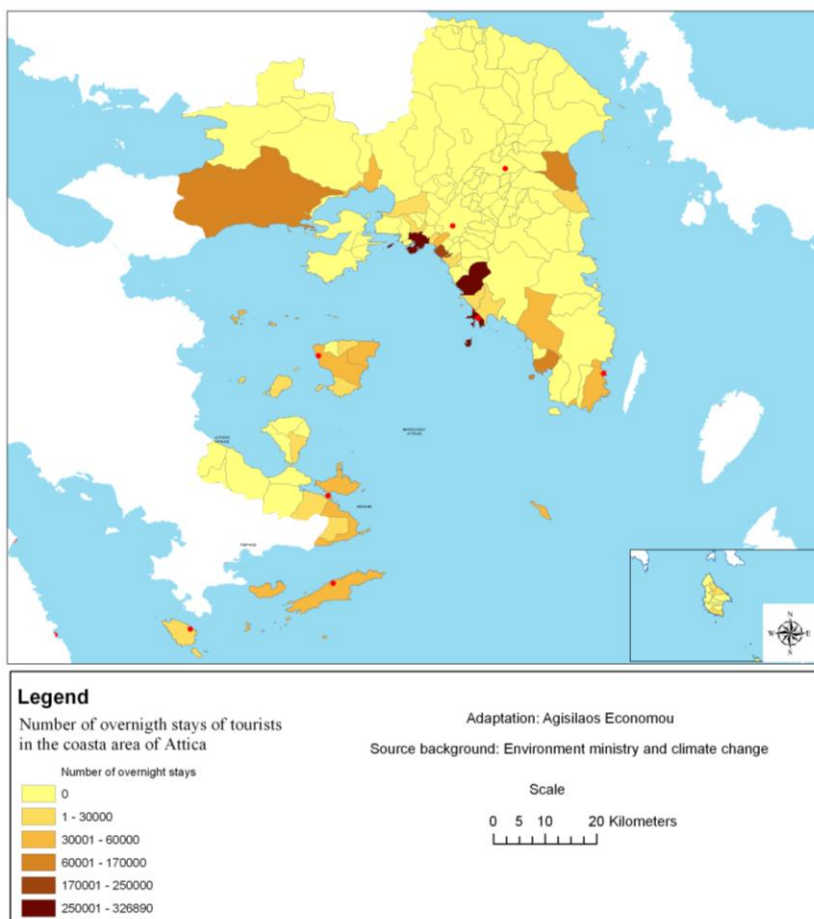 N
W E
S
Legend
Number of overnigth stays of tourists
in the coasta area of Attica
Number of overnight stays
0
1 - 30000
30001 - 60000
60001 - 170000
170001 - 250000
250001 - 326890
Adaptation: Agisilaos Economou
Source background: Environment ministry and climate change
Scale
0 5 10 20 Kilometers